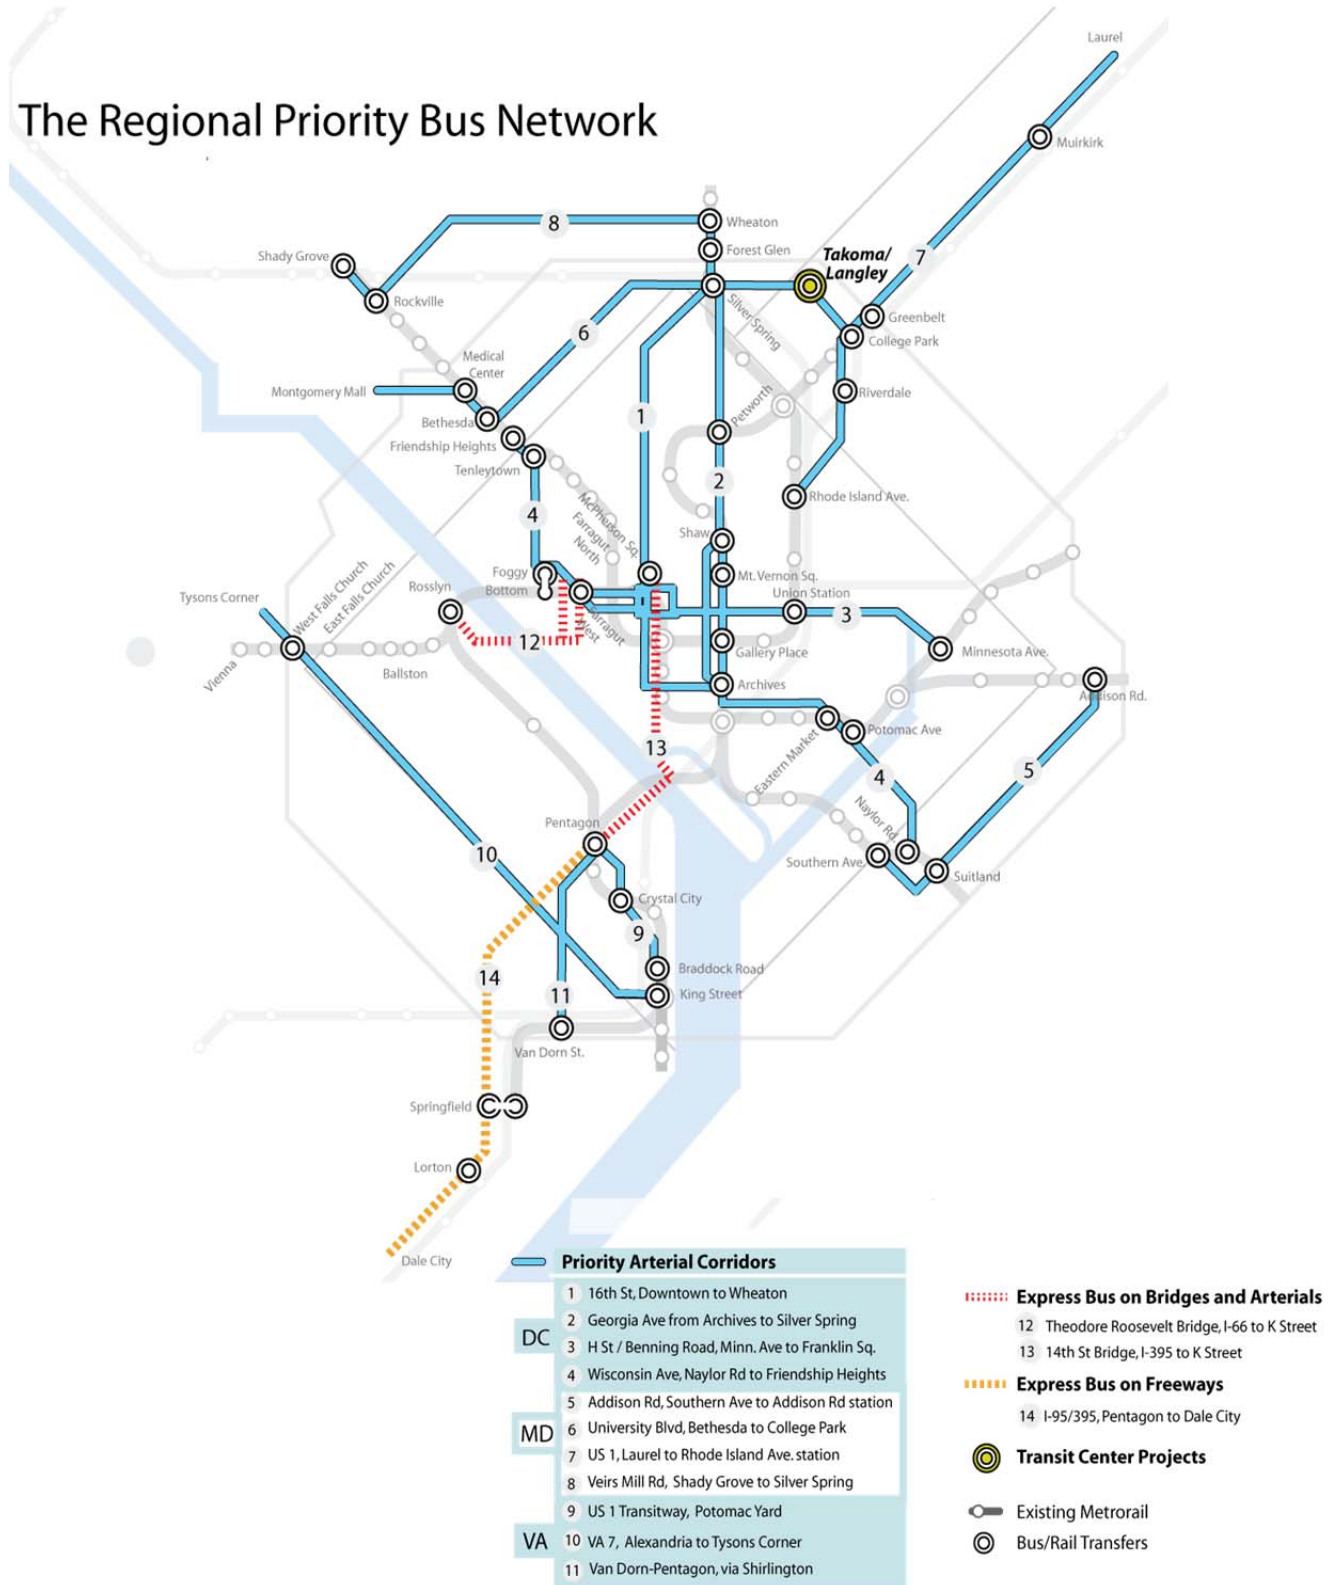 The Regional Priority Bus Network
Laurel
Muirkirk
8
Wheaton
Forest Glen
Shady Grove
Rockville
Takoma/
Langley
7
Silver Spring
Greenbelt
College Park
6
Medical
Center
Montgomery Mall
Bethesda
Riverdale
Petworth
1
Friendship Heights
Tenleytown
2
Rhode Island Ave.
4
McPherson Sq.
Farragut
North
Shaw
Foggy
Bottom
Mt. Vernon Sq.
Union Station
Rosslyn
Tysons Corner
West Falls Church
East Falls Church
Farragut
West
3
12
Gallery Place
Minnesota Ave.
Vienna
Ballston
Archives
Addison Rd.
13
Eastern Market
Potomac Ave
4
5
Pentagon
Naylor Rd.
10
Southern Ave.
Suitland
Crystal City
9
14
Braddock Road
11
King Street
Van Dorn St.
Springfield
Lorton
Dale City
Priority Arterial Corridors
DC
1 16th St, Downtown to Wheaton
2 Georgia Ave from Archives to Silver Spring
3 H St / Benning Road, Minn. Ave to Franklin Sq.
4 Wisconsin Ave, Naylor Rd to Friendship Heights
MD
5 Addison Rd, Southern Ave to Addison Rd station
6 University Blvd, Bethesda to College Park
7 US 1, Laurel to Rhode Island Ave. station
8 Veirs Mill Rd, Shady Grove to Silver Spring
VA
9 US 1 Transitway, Potomac Yard
10 VA 7, Alexandria to Tysons Corner
11 Van Dorn-Pentagon, via Shirlington
Express Bus on Bridges and Arterials
12 Theodore Roosevelt Bridge, I-66 to K Street
13 14th St Bridge, I-395 to K Street
Express Bus on Freeways
14 I-95/395, Pentagon to Dale City
Transit Center Projects
Existing Metrorail
Bus/Rail Transfers